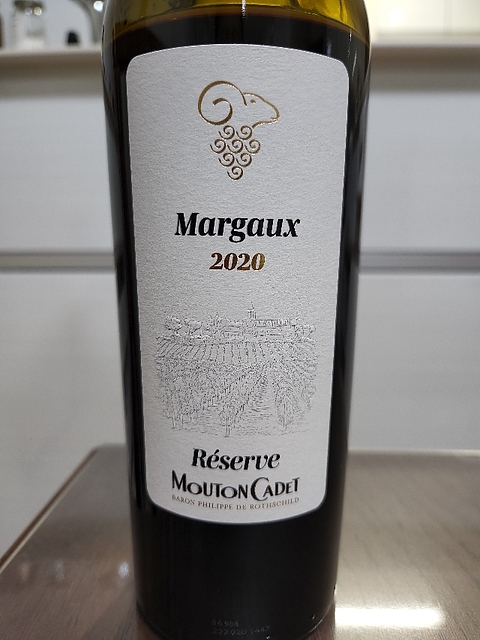 Margaux
2020
Réserve
MOUTON CADET
BARON PHILIPPE DE ROTHSCHILD